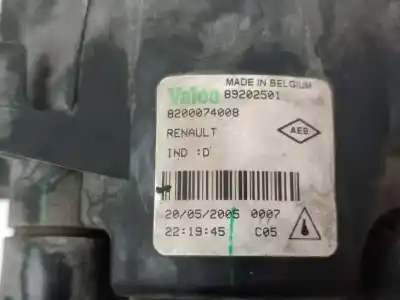 MADE IN BELGIUM
Valeo 89202501
8200074008
RENAULT
AEB
IND :D
20/05/2005 0007
22:19:45 C05